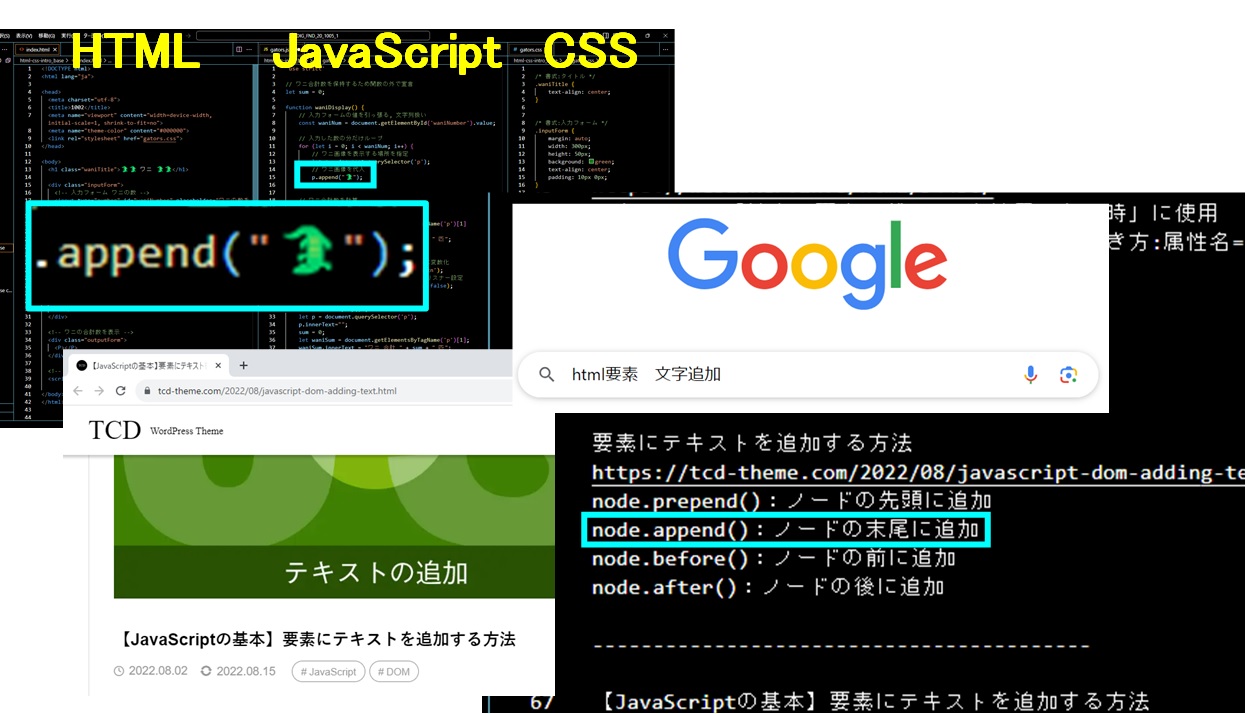 HTML JavaScript CSS
index.html
gators.css
<!DOCTYPE html>
<html lang="ja">
<head>
<meta charset="utf-8">
<title>1002</title>
<meta name="viewport" content="width=device-width,
initial-scale=1, shrink-to-fit=no">
<meta name="theme-color" content="#000000">
<link rel="stylesheet" href="gators.css">
</head>
<body>
<h1 class="waniTitle">🐊🐊 ワニ 🐊🐊</h1>
<div class="inputForm">
<!-- 入力フォーム ワニの数 -->
</div>
<!-- ワニの合計数を表示 -->
<div class="outputForm">
// ワニ合計数を保持するため関数の外で宣言
let sum = 0;
function waniDisplay() {
// 入力フォームの値を引っ張る, 文字列扱い
const waniNum = document.getElementById('waniNumber').value;
// 入力した数の分だけループ
for (let i = 0; i < waniNum; i++) {
// ワニ画像を表示する場所を指定
// ワニ画像を代入
p.append("🐊");
let p = document.querySelector('p');
p.innerText="";
sum = 0;
let waniSum = document.getElementsByTagName('p')[1];
/* 書式:タイトル */
.waniTitle {
text-align: center;
}
/* 書式:入力フォーム */
.inputForm {
margin: auto;
width: 300px;
height: 50px;
background: green;
text-align: center;
padding: 10px 0px;
}
.append("🐊");
時」に使用
き方:属性名=
Google
html要素 文字追加
【JavaScriptの基本】要素にテキスト
tcd-theme.com/2022/08/javascript-dom-adding-text.html
TCD WordPress Theme
テキストの追加
【JavaScriptの基本】要素にテキストを追加する方法
2022.08.02 2022.08.15 # JavaScript # DOM
要素にテキストを追加する方法
https://tcd-theme.com/2022/08/javascript-dom-adding-te
node.prepend():ノードの先頭に追加
node.append():ノードの末尾に追加
node.before():ノードの前に追加
node.after():ノードの後に追加
----------------------------------------
67 【JavaScriptの基本】要素にテキストを追加する方法